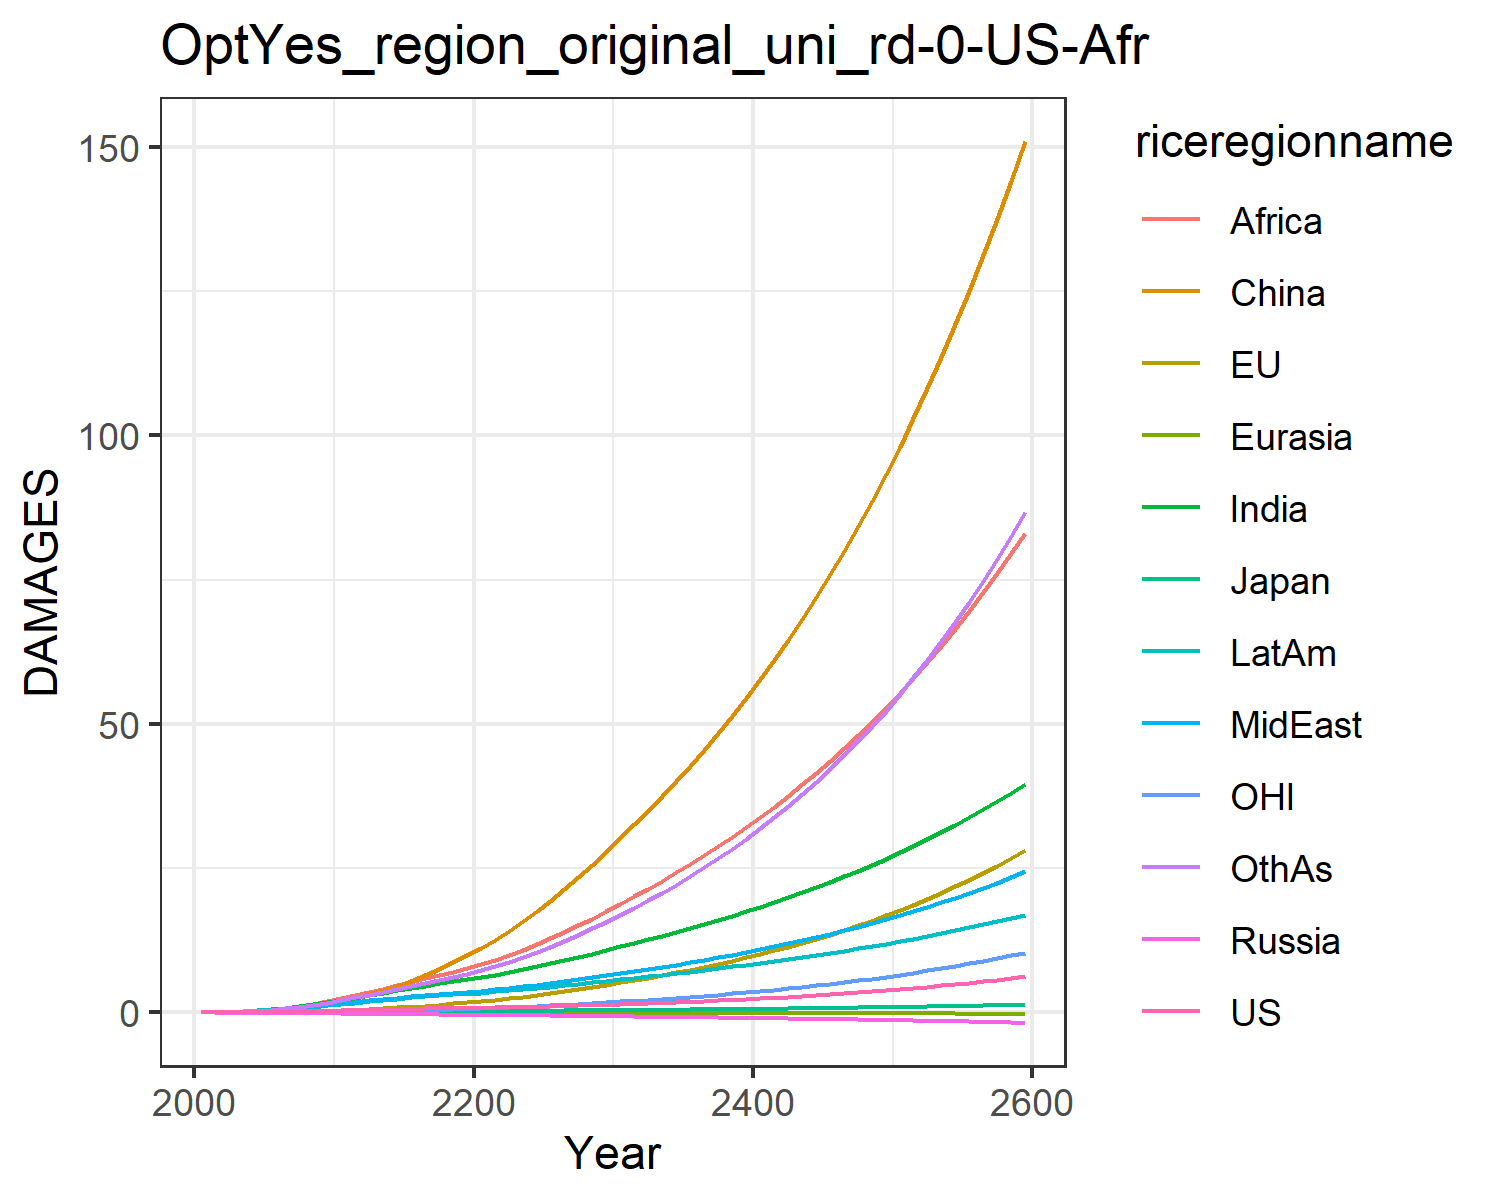 OptYes_region_original_uni_rd-0-US-Afr
150
100
50
0
DAMAGES
2000
2200
2400
2600
Year
riceregionname
Africa
China
EU
Eurasia
India
Japan
LatAm
MidEast
OHI
OthAs
Russia
US